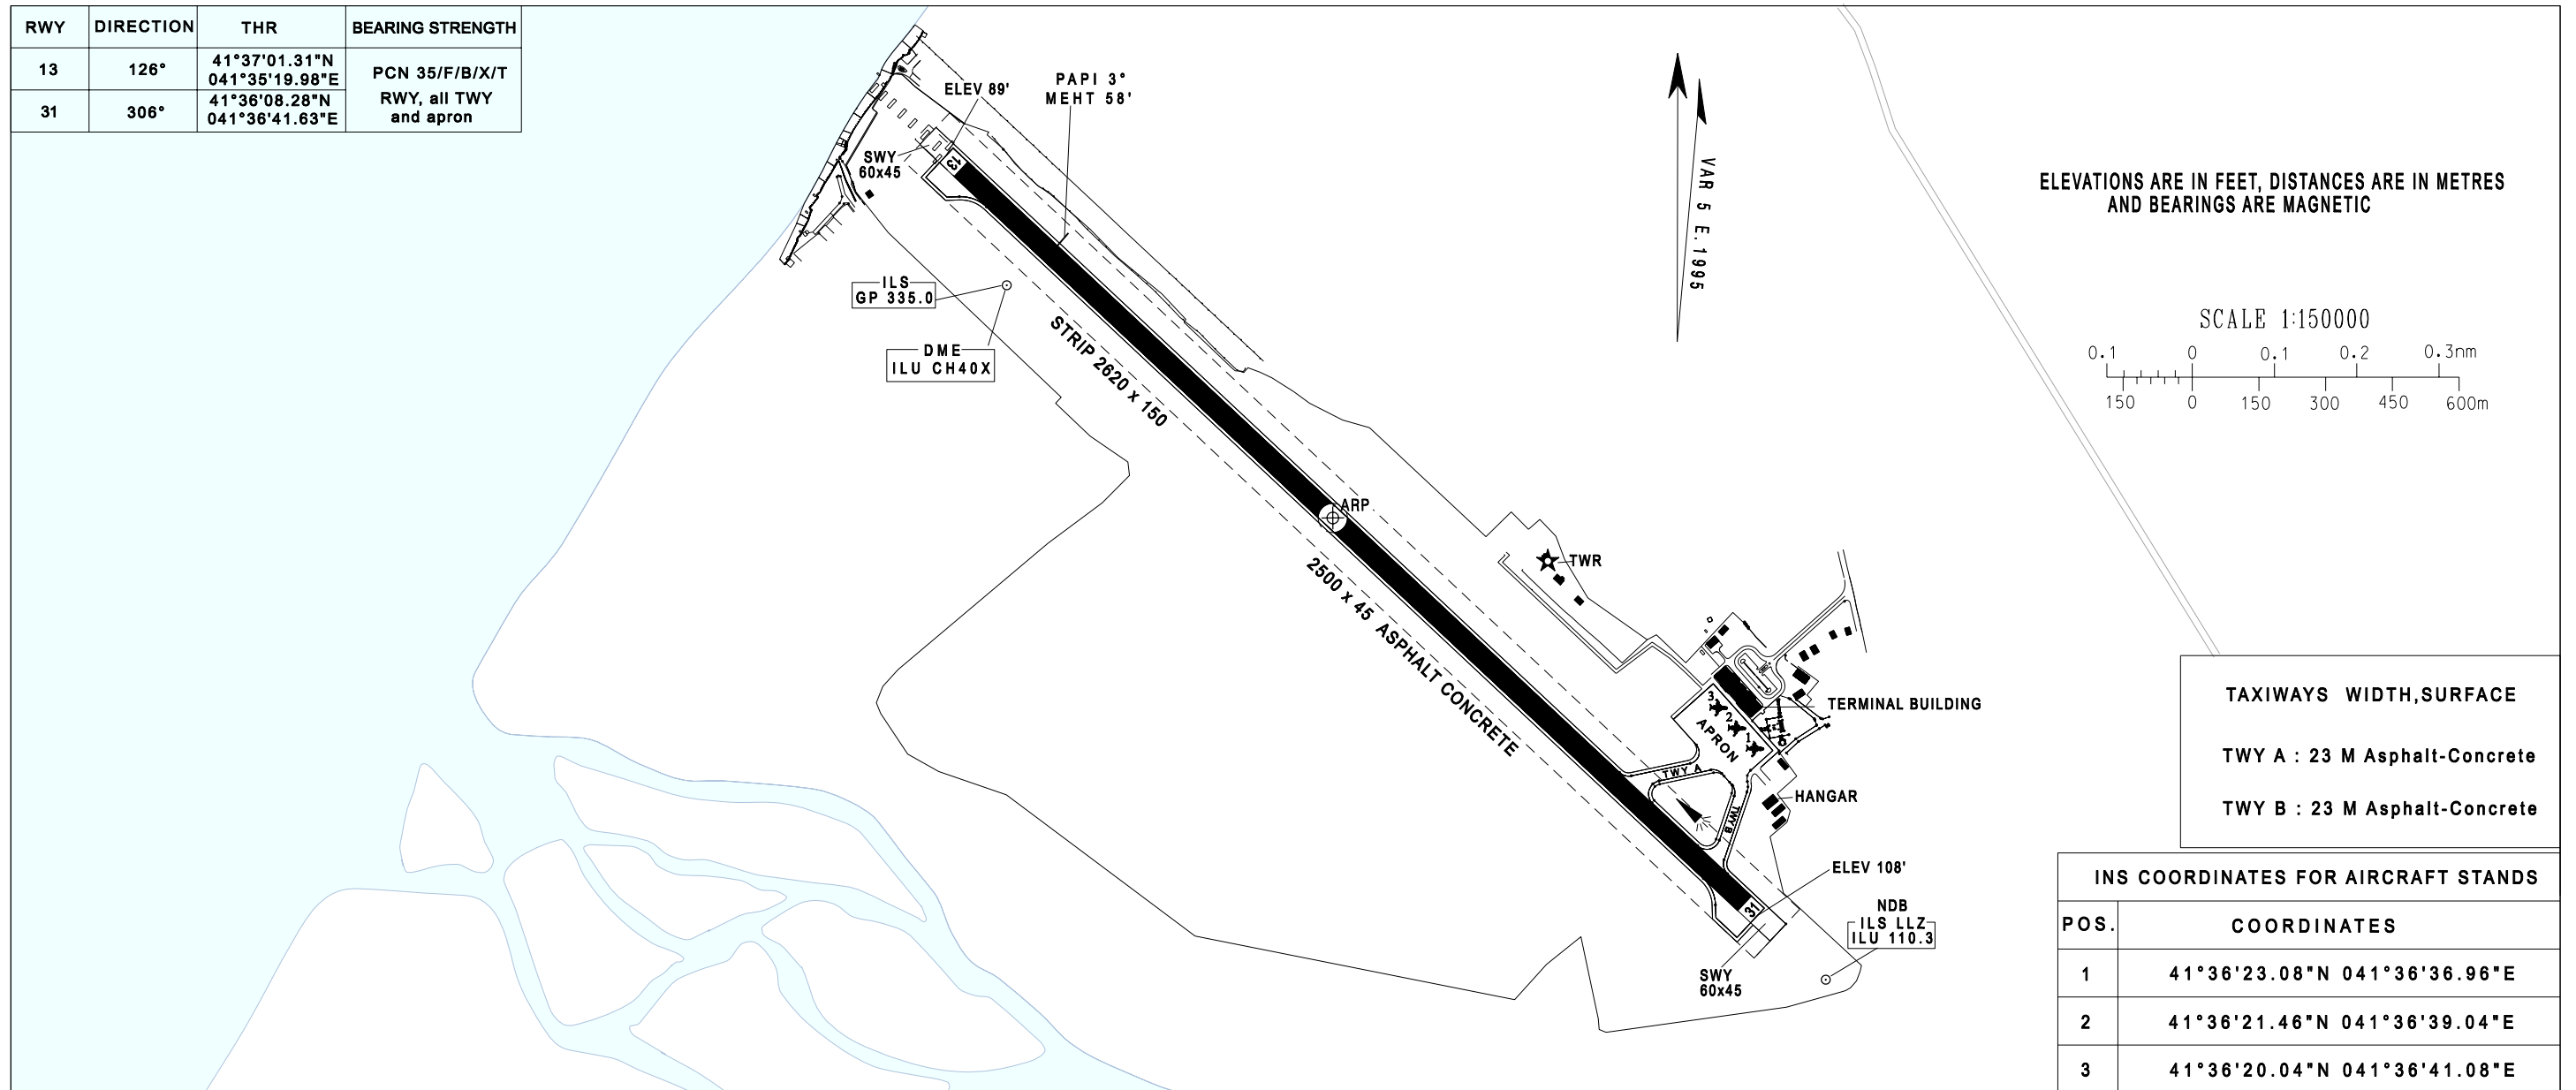 RWY DIRECTION THR BEARING STRENGTH
13 126° 41°37'01.31"N 041°35'19.98"E
31 306° 41°36'08.28"N 041°36'41.63"E
PCN 35/F/B/X/T
RWY, all TWY
and apron
ELEV 89'
PAPI 3°
MEHT 58'
SWY
60x45
13
ILS
GP 335.0
DME
ILU CH40X
STRIP 2620 x 150
ARP
2500 x 45 ASPHALT CONCRETE
VAR 5 E. 1995
ELEVATIONS ARE IN FEET, DISTANCES ARE IN METRES
AND BEARINGS ARE MAGNETIC
SCALE 1:150000
0.1 0 0.1 0.2 0.3nm
150 0 150 300 450 600m
TWR
TERMINAL BUILDING
3
2
1
APRON
TWY A
TWY B
HANGAR
ELEV 108'
31
NDB
ILS LLZ
ILU 110.3
SWY
60x45
TAXIWAYS WIDTH,SURFACE
TWY A : 23 M Asphalt-Concrete
TWY B : 23 M Asphalt-Concrete
INS COORDINATES FOR AIRCRAFT STANDS
POS. COORDINATES
1 41°36'23.08"N 041°36'36.96"E
2 41°36'21.46"N 041°36'39.04"E
3 41°36'20.04"N 041°36'41.08"E